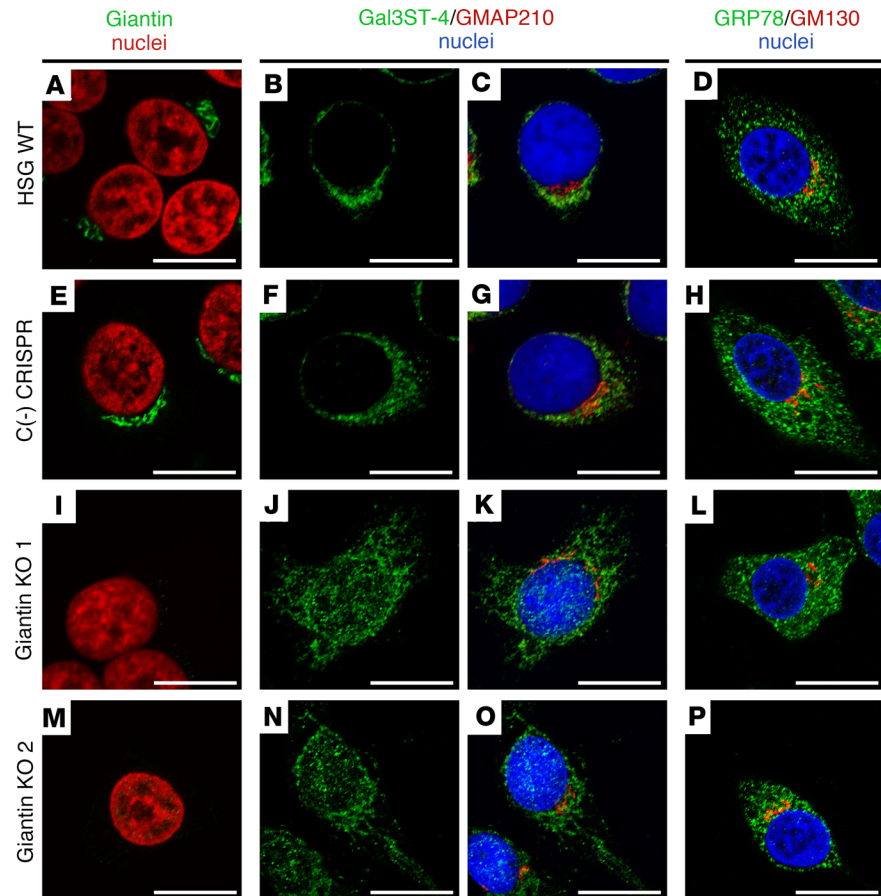 Giantin
nuclei
Gal3ST-4/GMAP210
nuclei
GRP78/GM130
nuclei
HSG WT
A
B
C
D
C(-) CRISPR
E
F
G
H
Giantin KO 1
I
J
K
L
Giantin KO 2
M
N
O
P